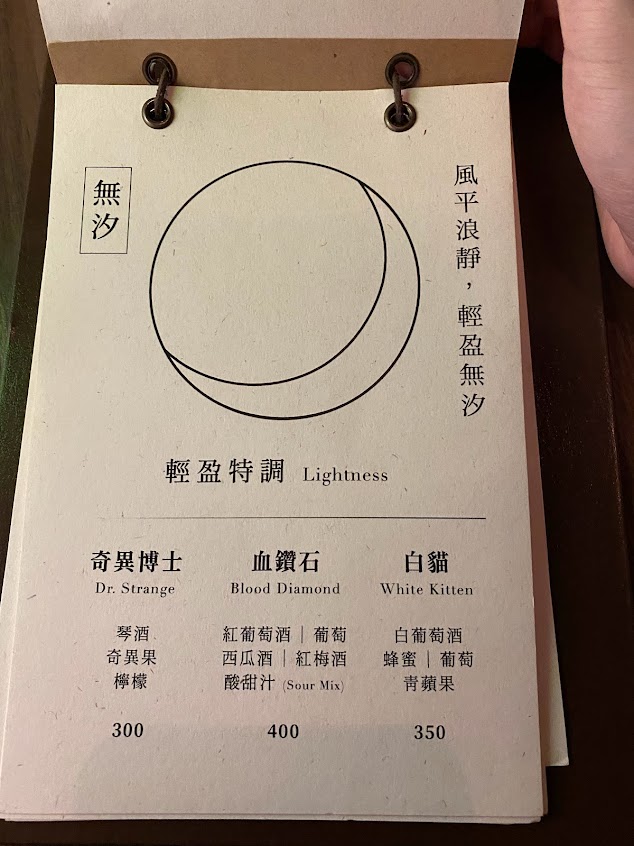 無汐
風平浪靜，輕盈無汐
輕盈特調 Lightness
奇異博士
Dr. Strange
琴酒
奇異果
檸檬
300
血鑽石
Blood Diamond
紅葡萄酒｜葡萄
西瓜酒｜紅梅酒
酸甜汁 (Sour Mix)
400
白貓
White Kitten
白葡萄酒
蜂蜜｜葡萄
青蘋果
350